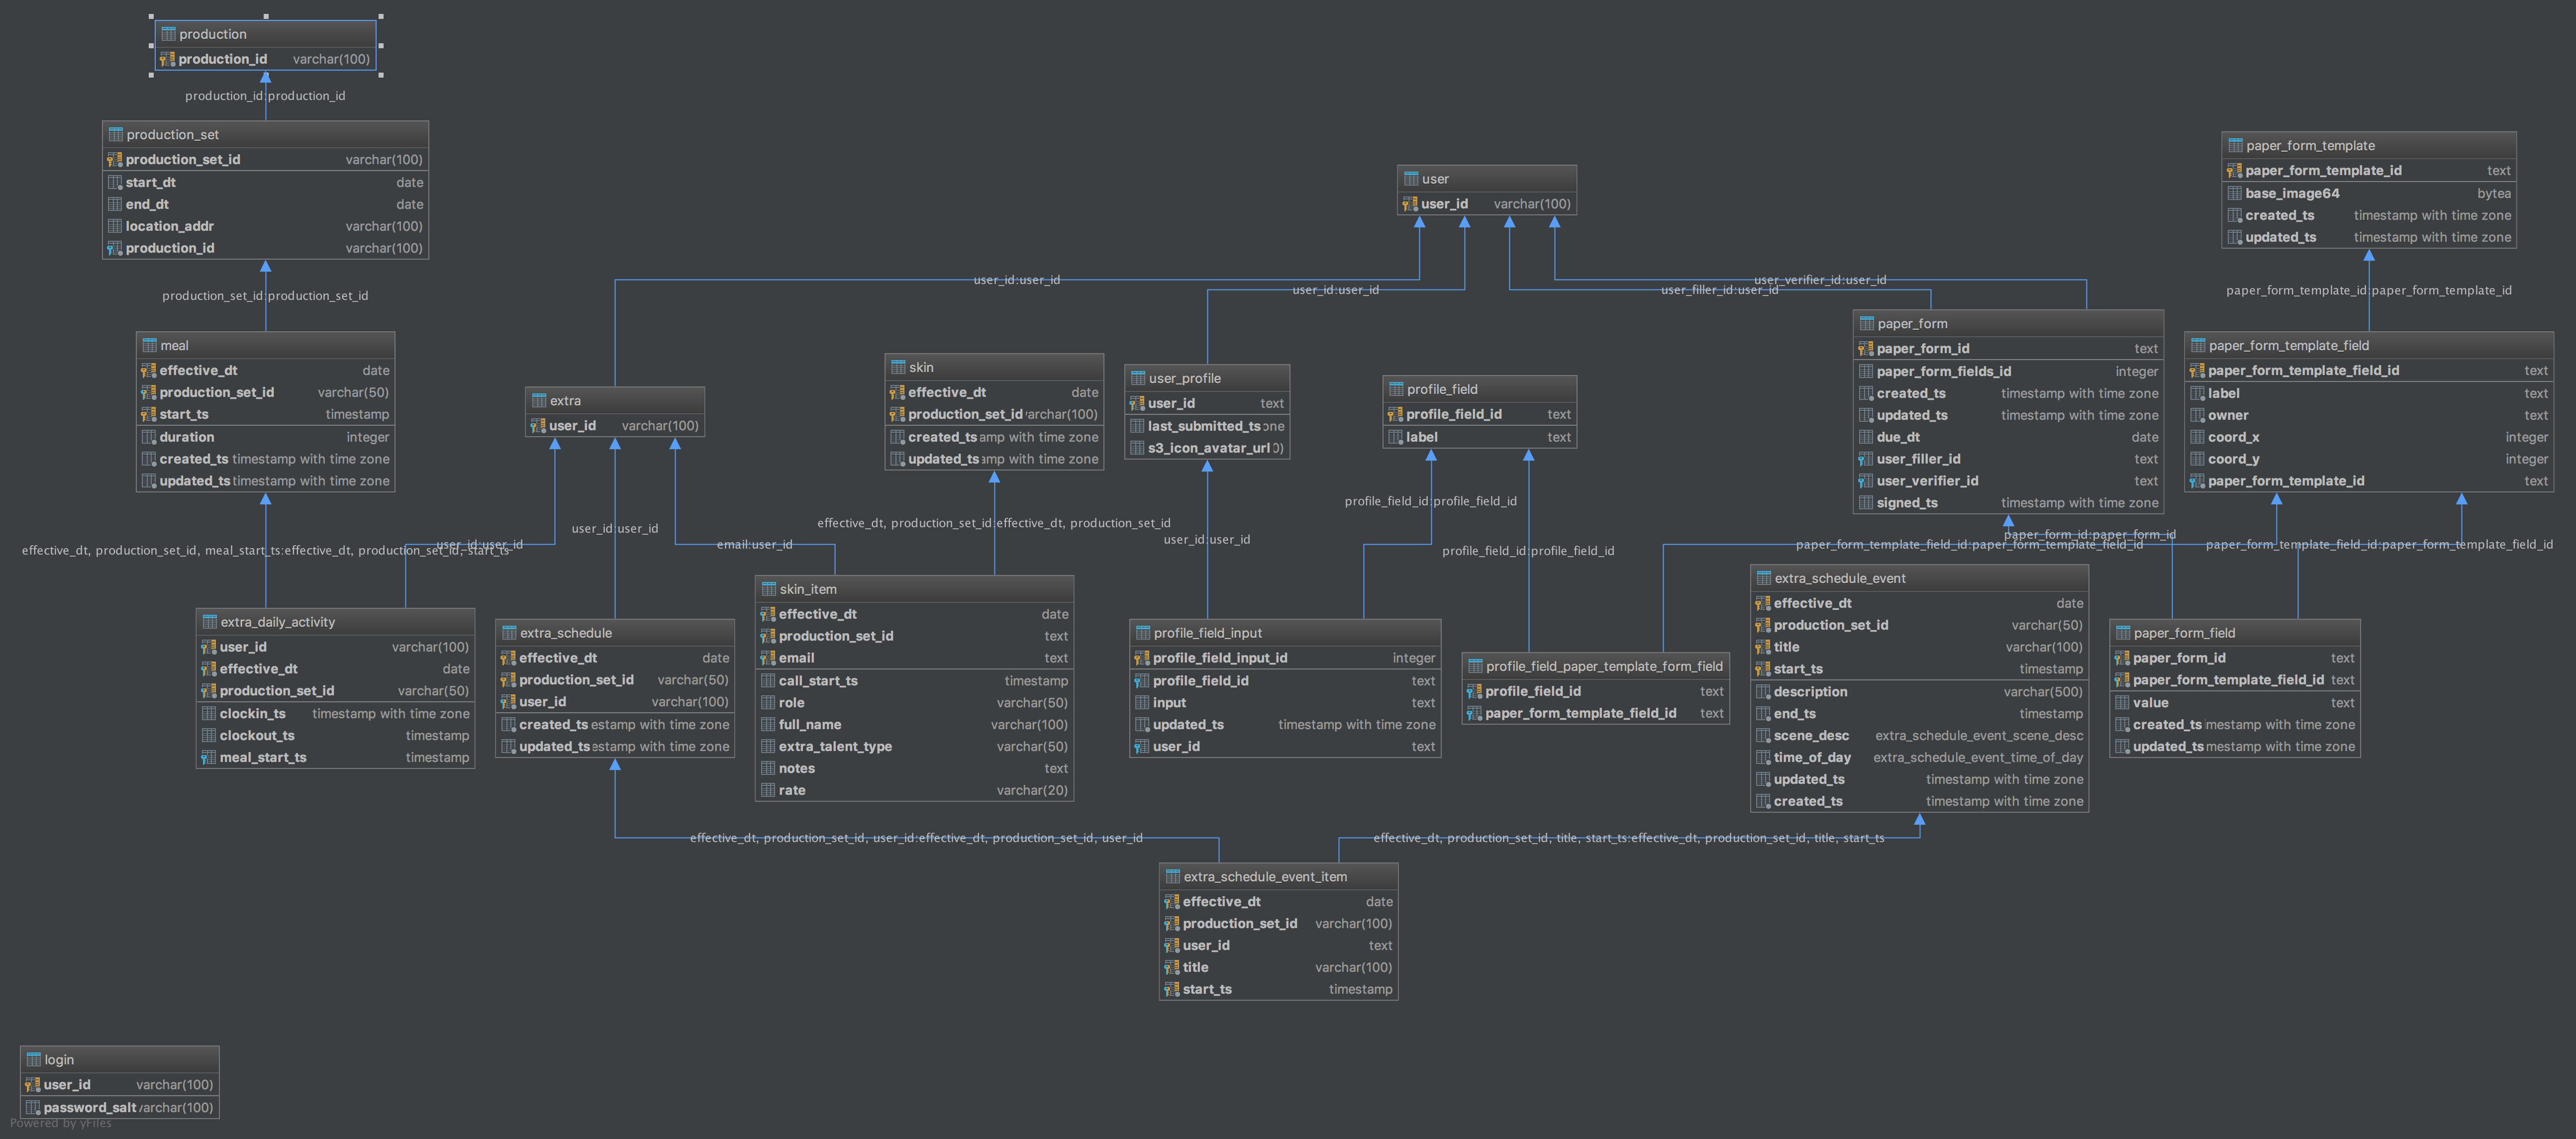 production
production_id varchar(100)
production_id:production_id
production_set
production_set_id varchar(100)
start_dt date
end_dt date
location_addr varchar(100)
production_id varchar(100)
production_set_id:production_set_id
meal
effective_dt date
production_set_id varchar(50)
start_ts timestamp
duration integer
created_ts timestamp with time zone
updated_ts timestamp with time zone
effective_dt, production_set_id, meal_start_ts:effective_dt, production_set_id, start_ts
user_id:user_id
extra_daily_activity
user_id varchar(100)
effective_dt date
production_set_id varchar(50)
clockin_ts timestamp with time zone
clockout_ts timestamp
meal_start_ts timestamp
user
user_id varchar(100)
user_id:user_id
user_id:user_id
user_verifier_id:user_id
user_filler_id:user_id
extra
user_id varchar(100)
user_id:user_id
email:user_id
extra_schedule
effective_dt date
production_set_id varchar(50)
user_id varchar(100)
created_ts estamp with time zone
updated_ts estamp with time zone
skin
effective_dt date
production_set_id varchar(100)
created_ts amp with time zone
updated_ts amp with time zone
effective_dt, production_set_id:effective_dt, production_set_id
skin_item
effective_dt date
production_set_id text
email text
call_start_ts timestamp
role varchar(50)
full_name varchar(100)
extra_talent_type varchar(50)
notes text
rate varchar(20)
user_profile
user_id text
last_submitted_ts one
s3_icon_avatar_url 0)
user_id:user_id
profile_field
profile_field_id text
label text
profile_field_id:profile_field_id
profile_field_id:profile_field_id
profile_field_input
profile_field_input_id integer
profile_field_id text
input text
updated_ts timestamp with time zone
user_id text
profile_field_paper_template_form_field
profile_field_id text
paper_form_template_field_id text
paper_form
paper_form_id text
paper_form_fields_id integer
created_ts timestamp with time zone
updated_ts timestamp with time zone
due_dt date
user_filler_id text
user_verifier_id text
signed_ts timestamp with time zone
paper_form_id:paper_form_id
paper_form_template_field_id:paper_form_template_field_id
paper_form_template_field_id:paper_form_template_field_id
paper_form_template
paper_form_template_id text
base_image64 bytea
created_ts timestamp with time zone
updated_ts timestamp with time zone
paper_form_template_id:paper_form_template_id
paper_form_template_field
paper_form_template_field_id text
label text
owner text
coord_x integer
coord_y integer
paper_form_template_id text
extra_schedule_event
effective_dt date
production_set_id varchar(50)
title varchar(100)
start_ts timestamp
description varchar(500)
end_ts timestamp
scene_desc extra_schedule_event_scene_desc
time_of_day extra_schedule_event_time_of_day
updated_ts timestamp with time zone
created_ts timestamp with time zone
paper_form_field
paper_form_id text
paper_form_template_field_id text
value text
created_ts mestamp with time zone
updated_ts mestamp with time zone
effective_dt, production_set_id, user_id:effective_dt, production_set_id, user_id
effective_dt, production_set_id, title, start_ts:effective_dt, production_set_id, title, start_ts
extra_schedule_event_item
effective_dt date
production_set_id varchar(100)
user_id text
title varchar(100)
start_ts timestamp
login
user_id varchar(100)
password_salt varchar(100)
Powered by yFiles